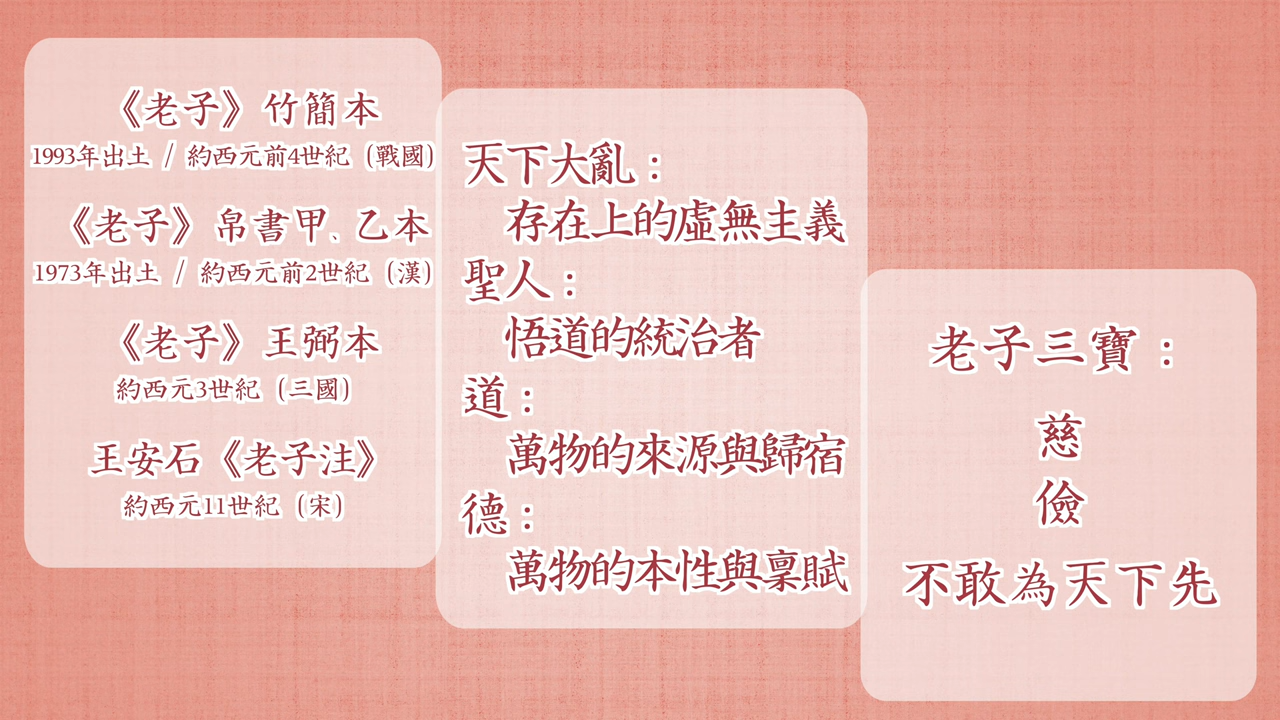 《老子》竹簡本
1993年出土 / 約西元前4世紀（戰國）
《老子》帛書甲、乙本
1973年出土 / 約西元前2世紀（漢）
《老子》王弼本
約西元3世紀（三國）
王安石《老子注》
約西元11世紀（宋）
天下大亂：
存在上的虛無主義
聖人：
悟道的統治者
道：
萬物的來源與歸宿
德：
萬物的本性與稟賦
老子三寶：
慈
儉
不敢為天下先